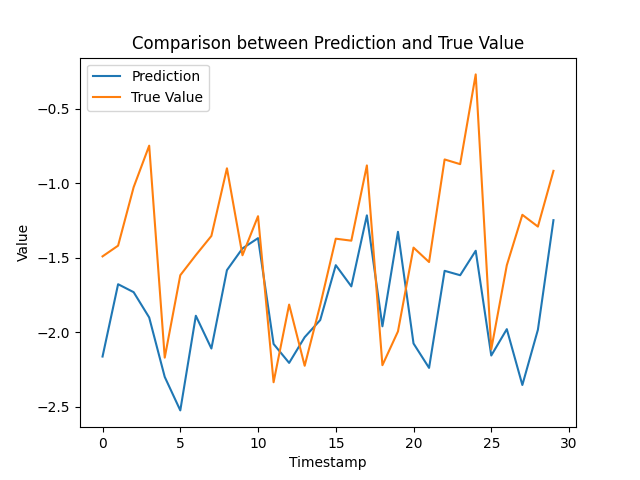 Comparison between Prediction and True Value
Prediction
True Value
−0.5
−1.0
−1.5
−2.0
−2.5
Value
0 5 10 15 20 25 30
Timestamp